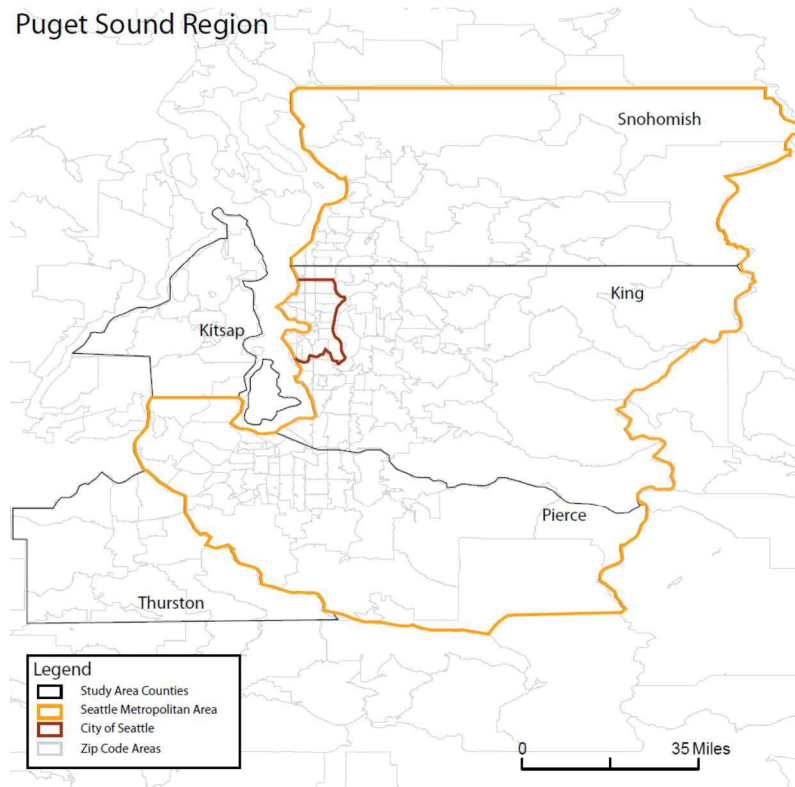 Puget Sound Region
Snohomish
King
Kitsap
Pierce
Thurston
Legend
Study Area Counties
Seattle Metropolitan Area
City of Seattle
Zip Code Areas
0 35 Miles